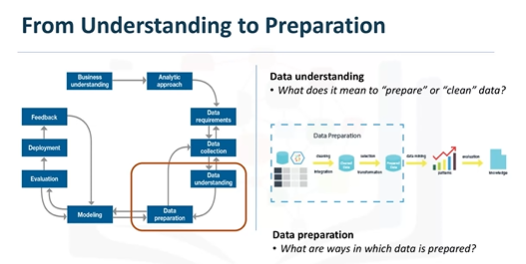 From Understanding to Preparation
Business
understanding
Analytic
approach
Feedback
Data
requirements
Deployment
Data
collection
Evaluation
Data
understanding
Modeling
Data
preparation
Data understanding
• What does it mean to "prepare" or "clean" data?
Data Preparation
cleaning
integration
selection
transformation
data mining
patterns
evaluation
knowledge
Data preparation
• What are ways in which data is prepared?